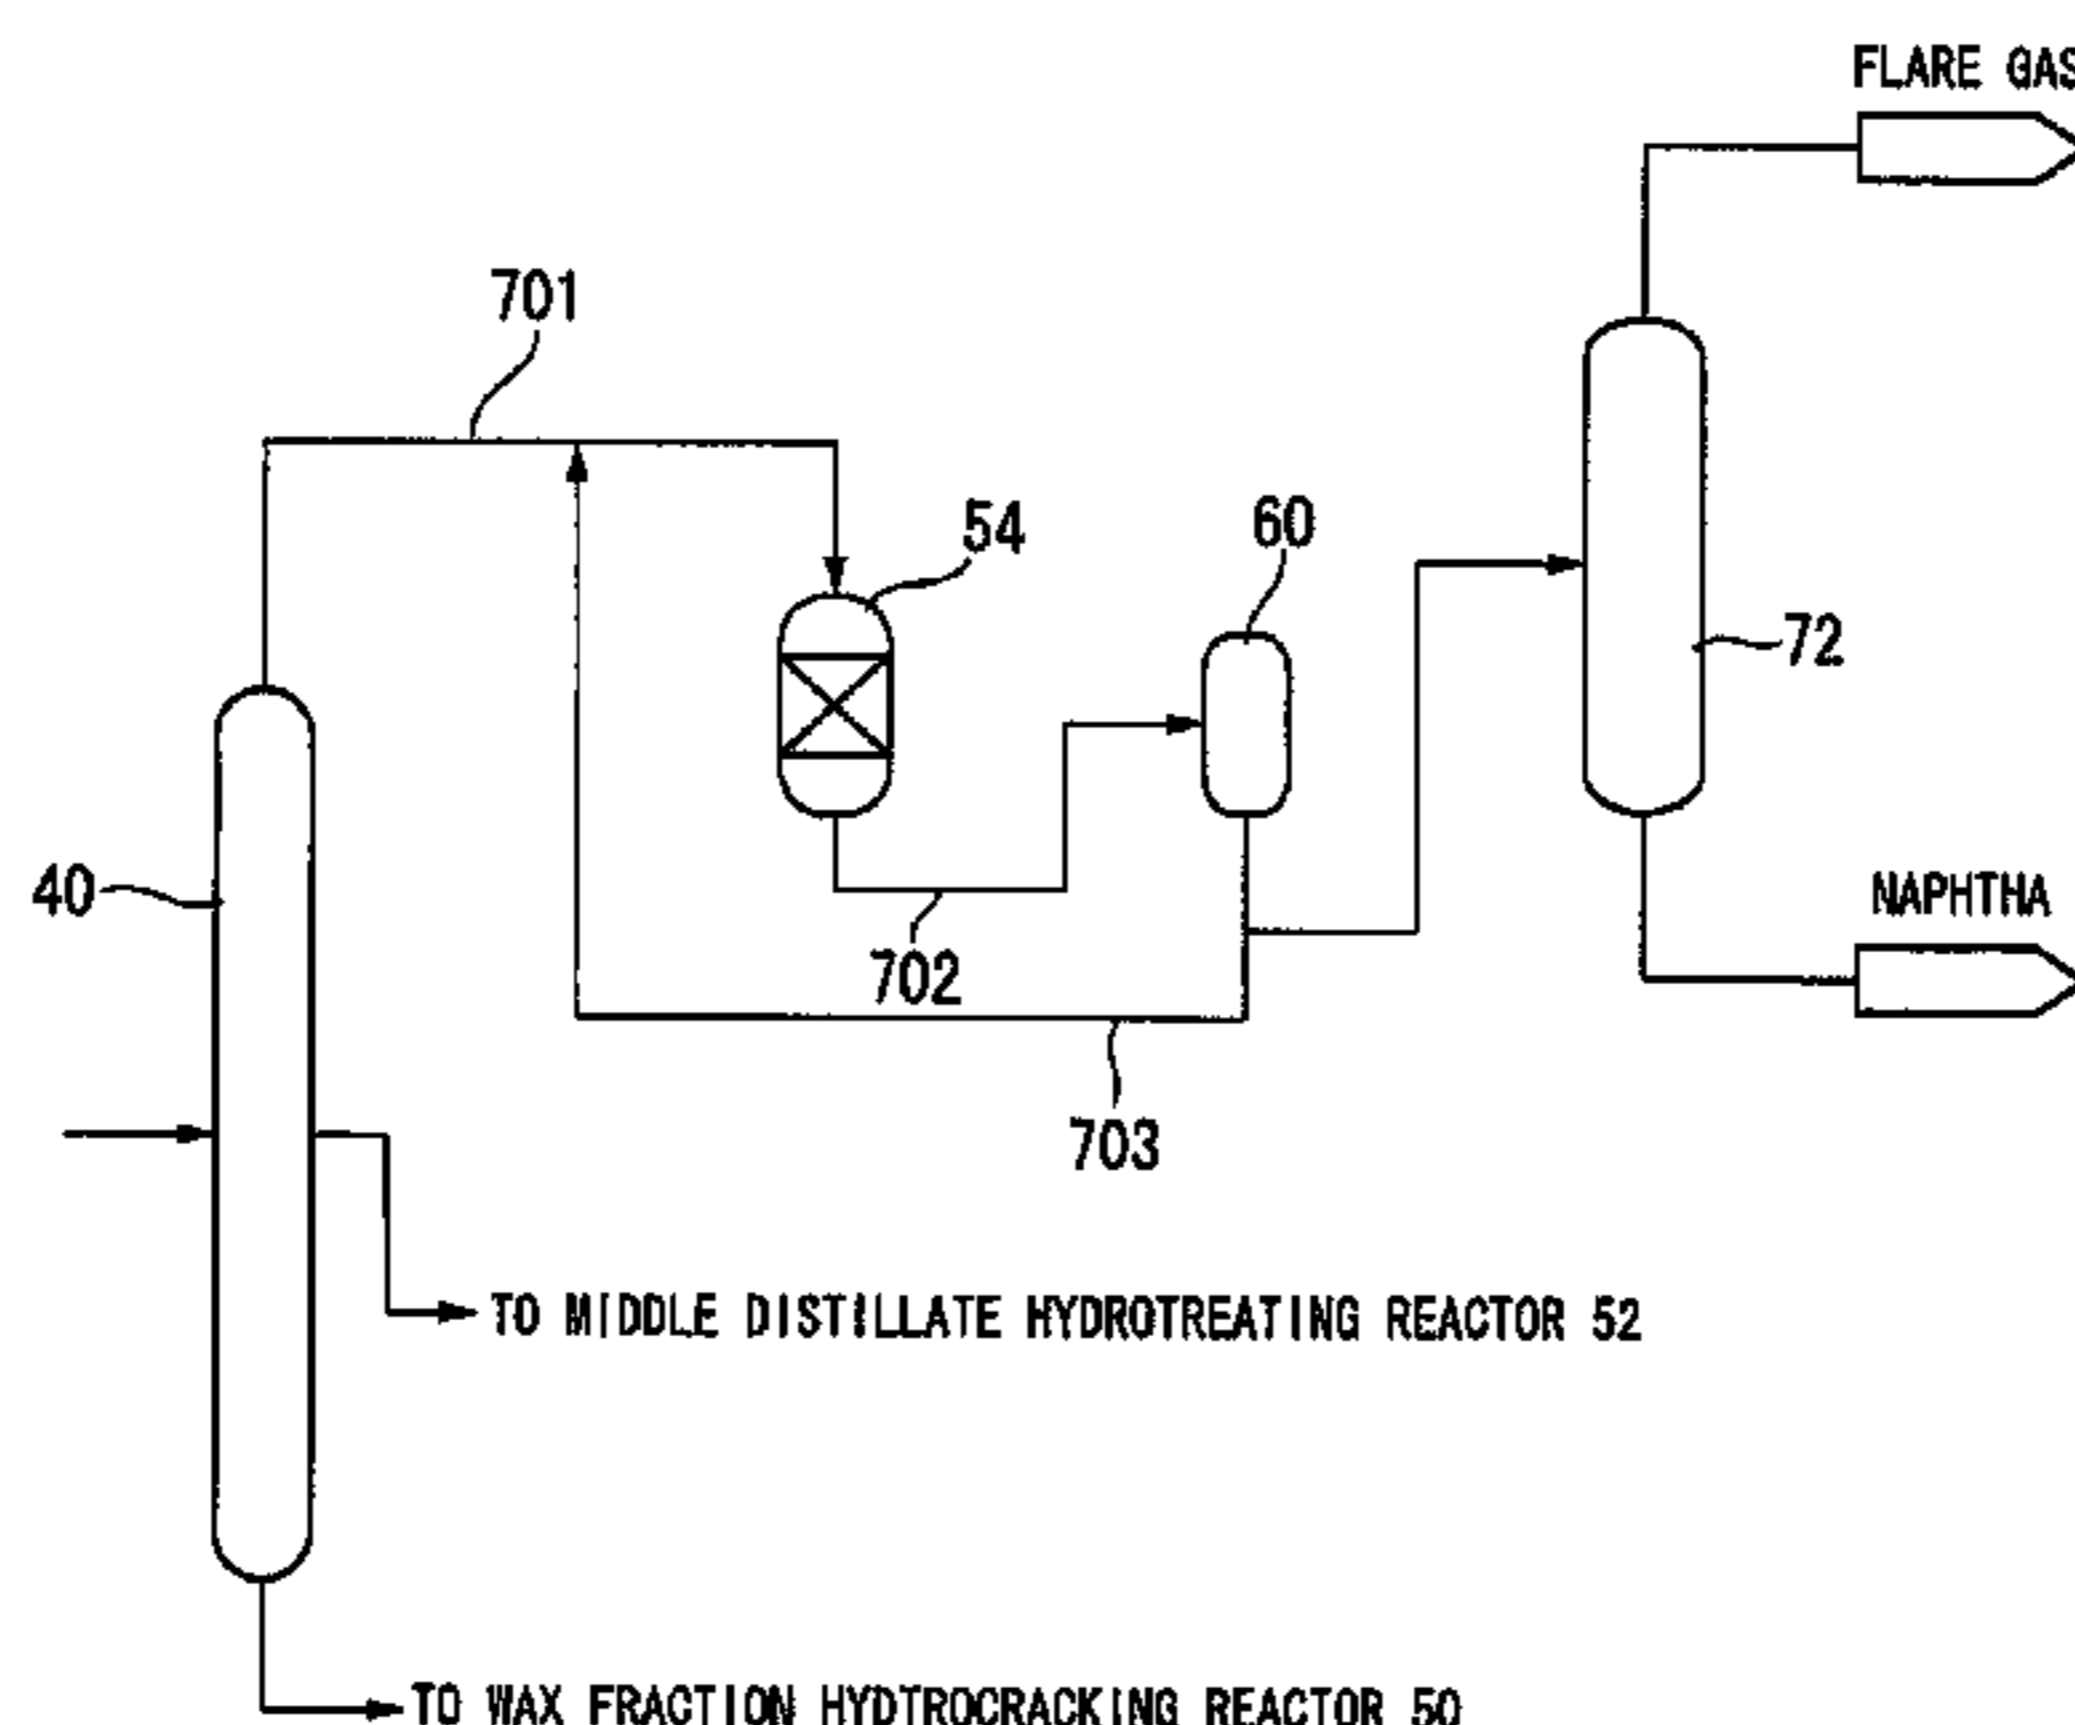 FLARE GAS
701
54
60
72
40
NAPHTHA
702
703
TO MIDDLE DISTILLATE HYDROTREATING REACTOR 52
TO WAX FRACTION HYDTROCRACKING REACTOR 50